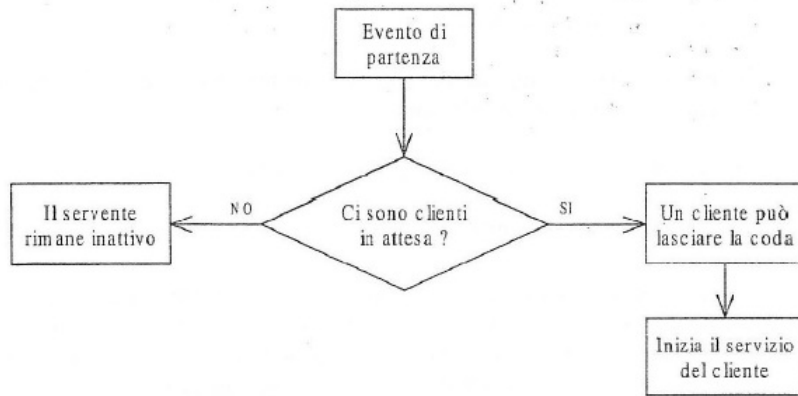 Evento di
partenza
Ci sono clienti
in attesa ?
NO
SI
Il servente
rimane inattivo
Un cliente può
lasciare la coda
Inizia il servizio
del cliente